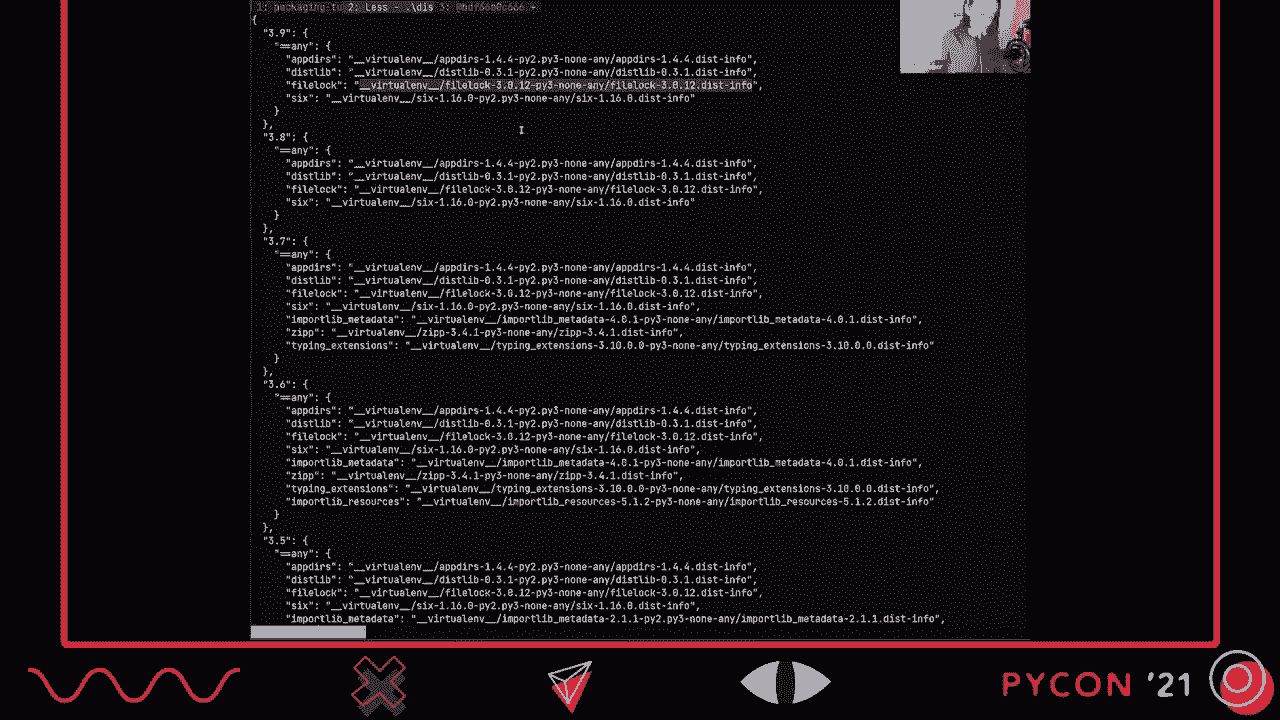 1: packaging-tu 2: Less - ..\dis 3:
{
"3.9": {
"==any": {
"appdirs": "__virtualenv__/appdirs-1.4.4-py2.py3-none-any/appdirs-1.4.4.dist-info",
"distlib": "__virtualenv__/distlib-0.3.1-py2.py3-none-any/distlib-0.3.1.dist-info",
"filelock": "__virtualenv__/filelock-3.0.12-py3-none-any/filelock-3.0.12.dist-info",
"six": "__virtualenv__/six-1.16.0-py2.py3-none-any/six-1.16.0.dist-info"
}
},
"3.8": {
"==any": {
"appdirs": "__virtualenv__/appdirs-1.4.4-py2.py3-none-any/appdirs-1.4.4.dist-info",
"distlib": "__virtualenv__/distlib-0.3.1-py2.py3-none-any/distlib-0.3.1.dist-info",
"filelock": "__virtualenv__/filelock-3.0.12-py3-none-any/filelock-3.0.12.dist-info",
"six": "__virtualenv__/six-1.16.0-py2.py3-none-any/six-1.16.0.dist-info"
}
},
"3.7": {
"==any": {
"appdirs": "__virtualenv__/appdirs-1.4.4-py2.py3-none-any/appdirs-1.4.4.dist-info",
"distlib": "__virtualenv__/distlib-0.3.1-py2.py3-none-any/distlib-0.3.1.dist-info",
"filelock": "__virtualenv__/filelock-3.0.12-py3-none-any/filelock-3.0.12.dist-info",
"six": "__virtualenv__/six-1.16.0-py2.py3-none-any/six-1.16.0.dist-info",
"importlib_metadata": "__virtualenv__/importlib_metadata-4.0.1-py3-none-any/importlib_metadata-4.0.1.dist-info",
"zipp": "__virtualenv__/zipp-3.4.1-py3-none-any/zipp-3.4.1.dist-info",
"typing_extensions": "__virtualenv__/typing_extensions-3.10.0.0-py3-none-any/typing_extensions-3.10.0.0.dist-info"
}
},
"3.6": {
"==any": {
"appdirs": "__virtualenv__/appdirs-1.4.4-py2.py3-none-any/appdirs-1.4.4.dist-info",
"distlib": "__virtualenv__/distlib-0.3.1-py2.py3-none-any/distlib-0.3.1.dist-info",
"filelock": "__virtualenv__/filelock-3.0.12-py3-none-any/filelock-3.0.12.dist-info",
"six": "__virtualenv__/six-1.16.0-py2.py3-none-any/six-1.16.0.dist-info",
"importlib_metadata": "__virtualenv__/importlib_metadata-4.0.1-py3-none-any/importlib_metadata-4.0.1.dist-info",
"zipp": "__virtualenv__/zipp-3.4.1-py3-none-any/zipp-3.4.1.dist-info",
"typing_extensions": "__virtualenv__/typing_extensions-3.10.0.0-py3-none-any/typing_extensions-3.10.0.0.dist-info",
"importlib_resources": "__virtualenv__/importlib_resources-5.1.2-py3-none-any/importlib_resources-5.1.2.dist-info"
}
},
"3.5": {
"==any": {
"appdirs": "__virtualenv__/appdirs-1.4.4-py2.py3-none-any/appdirs-1.4.4.dist-info",
"distlib": "__virtualenv__/distlib-0.3.1-py2.py3-none-any/distlib-0.3.1.dist-info",
"filelock": "__virtualenv__/filelock-3.0.12-py3-none-any/filelock-3.0.12.dist-info",
"six": "__virtualenv__/six-1.16.0-py2.py3-none-any/six-1.16.0.dist-info",
"importlib_metadata": "__virtualenv__/importlib_metadata-2.1.1-py2.py3-none-any/importlib_metadata-2.1.1.dist-info",
PYCON '21